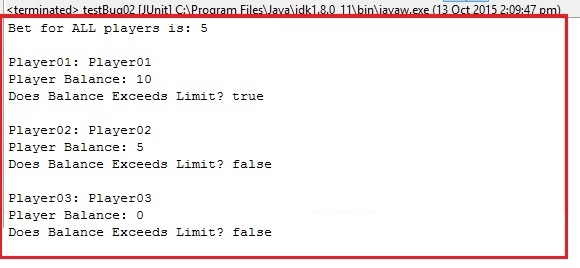 <terminated> testBug02 [JUnit] C:\Program Files\Java\jdk1.8.0_11\bin\javaw.exe (13 Oct 2015 2:09:47 pm)
Bet for ALL players is: 5
Player01: Player01
Player Balance: 10
Does Balance Exceeds Limit? true
Player02: Player02
Player Balance: 5
Does Balance Exceeds Limit? false
Player03: Player03
Player Balance: 0
Does Balance Exceeds Limit? false